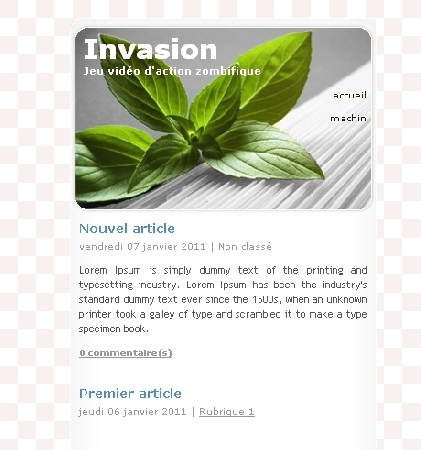 Invasion
Jeu vidéo d'action zombifique
accueil
machin
Nouvel article
vendredi 07 janvier 2011 | Non classé
Lorem Ipsum is simply dummy text of the printing and
typesetting industry. Lorem Ipsum has been the industry's
standard dummy text ever since the 1500s, when an unknown
printer took a galley of type and scrambled it to make a type
specimen book.
0 commentaire(s)
Premier article
jeudi 06 janvier 2011 | Rubrique 1